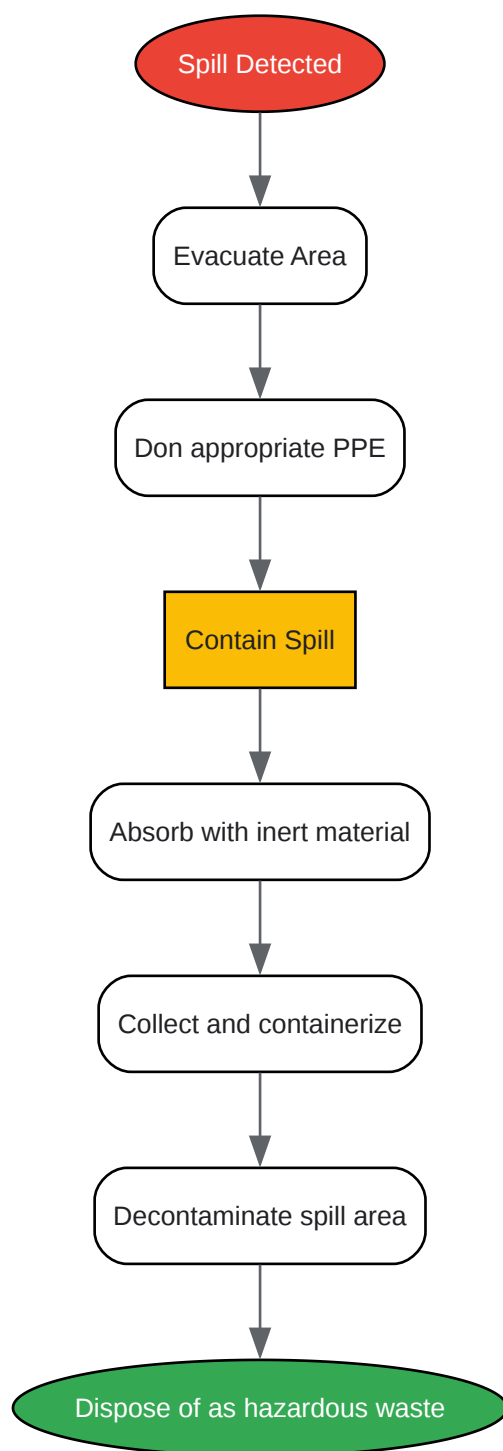 Spill Detected
Evacuate Area
Don appropriate PPE
Contain Spill
Absorb with inert material
Collect and containerize
Decontaminate spill area
Dispose of as hazardous waste